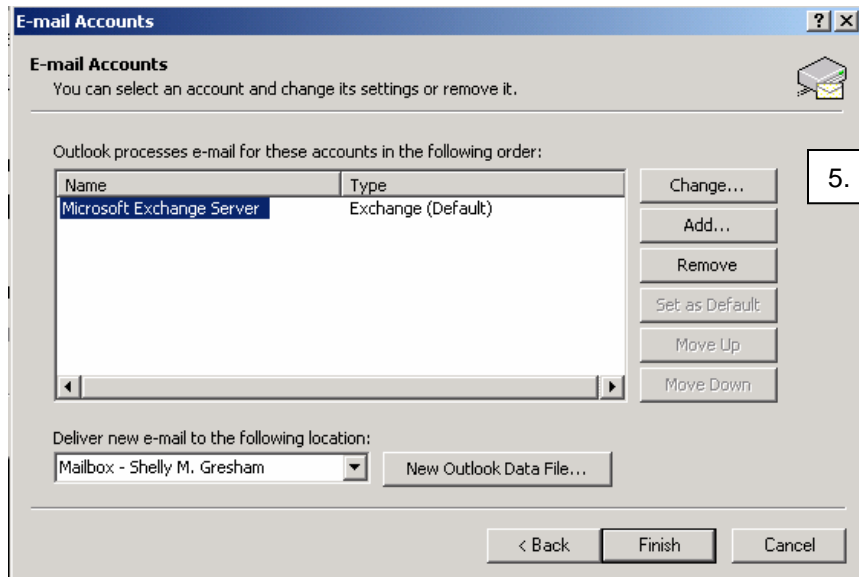 E-mail Accounts
E-mail Accounts
You can select an account and change its settings or remove it.
Outlook processes e-mail for these accounts in the following order:
Name Type
Microsoft Exchange Server Exchange (Default)
Change...
5.
Add...
Remove
Set as Default
Move Up
Move Down
Deliver new e-mail to the following location:
Mailbox - Shelly M. Gresham New Outlook Data File...
< Back Finish Cancel